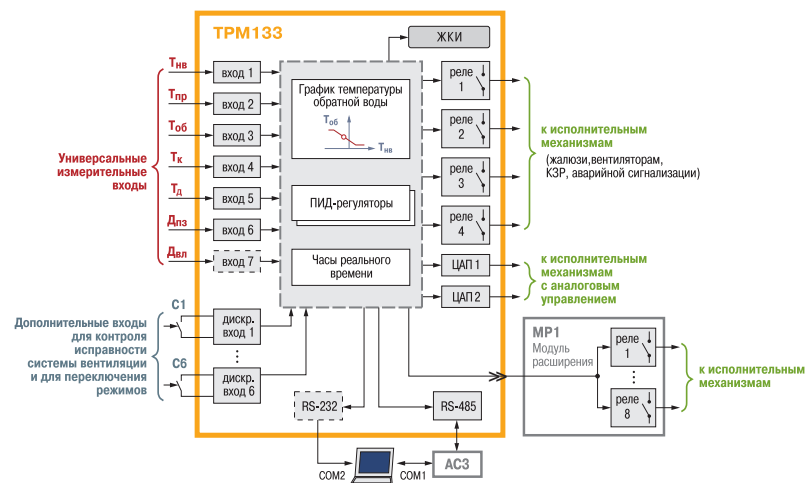 ТРМ133
ЖКИ
Tнв
вход 1
Tпр
вход 2
Tоб
вход 3
Tк
вход 4
Tд
вход 5
Дпз
вход 6
Двл
вход 7
Универсальные
измерительные
входы
График температуры
обратной воды
Tоб
Tнв
ПИД-регуляторы
Часы реального
времени
реле
1
реле
2
реле
3
реле
4
ЦАП 1
ЦАП 2
к исполнительным
механизмам
(жалюзи,вентиляторам,
КЗР, аварийной сигнализации)
к исполнительным
механизмам
с аналоговым
управлением
Дополнительные входы
для контроля
исправности
системы вентиляции
и для переключения
режимов
C1
дискр.
вход 1
C6
дискр.
вход 6
RS-232
RS-485
МР1
Модуль
расширения
реле
1
реле
8
к исполнительным
механизмам
COM2
COM1
АС3